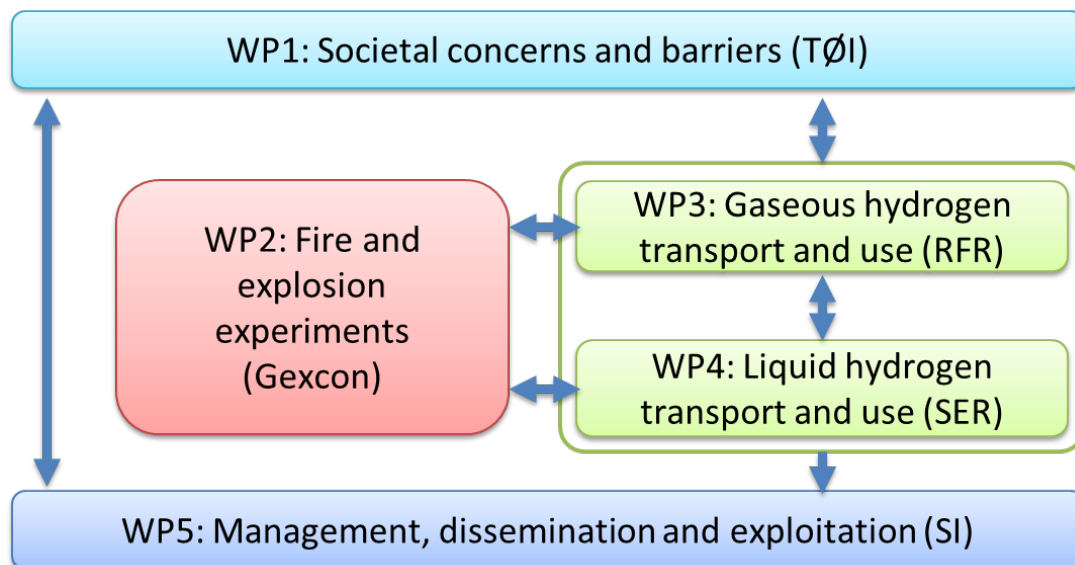 WP1: Societal concerns and barriers (TØI)
WP2: Fire and
explosion
experiments
(Gexcon)
WP3: Gaseous hydrogen
transport and use (RFR)
WP4: Liquid hydrogen
transport and use (SER)
WP5: Management, dissemination and exploitation (SI)